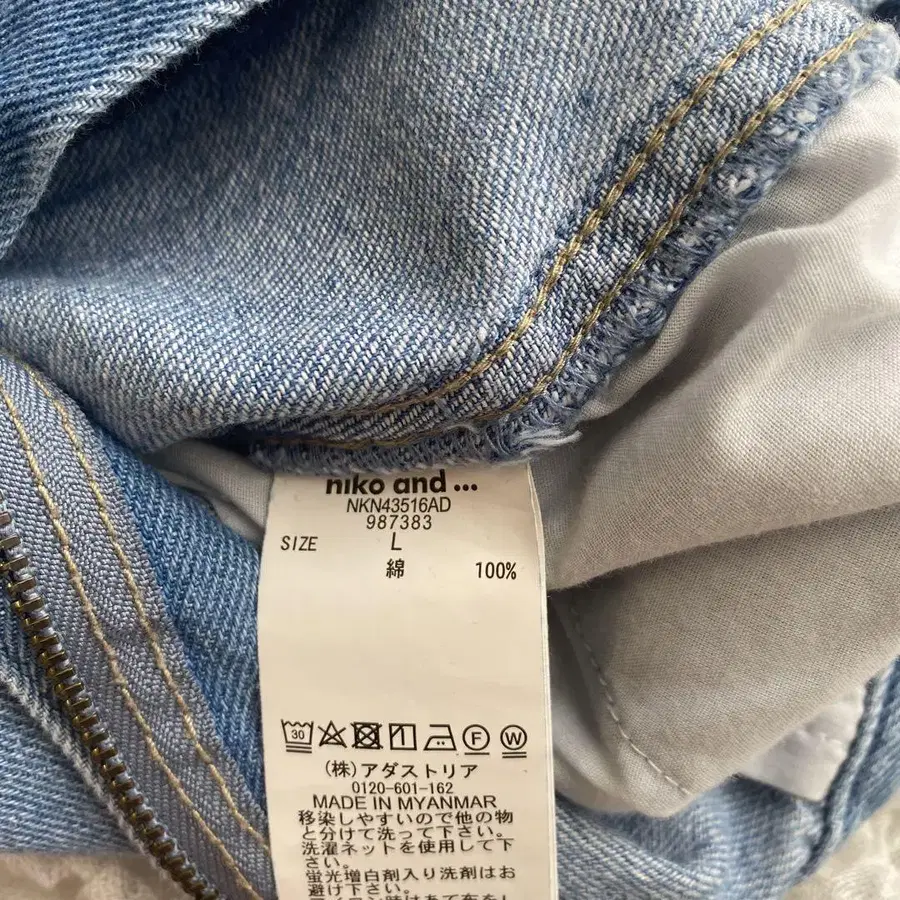 niko and ...
NKN43516AD
987383
SIZE L
綿 100%
30 F W
(株)アダストリア
0120-601-162
MADE IN MYANMAR
移染しやすいので他の物
と分けて洗って下さい。
洗濯ネットを使用して下
さい。
蛍光増白剤入り洗剤はお
避け下さい。